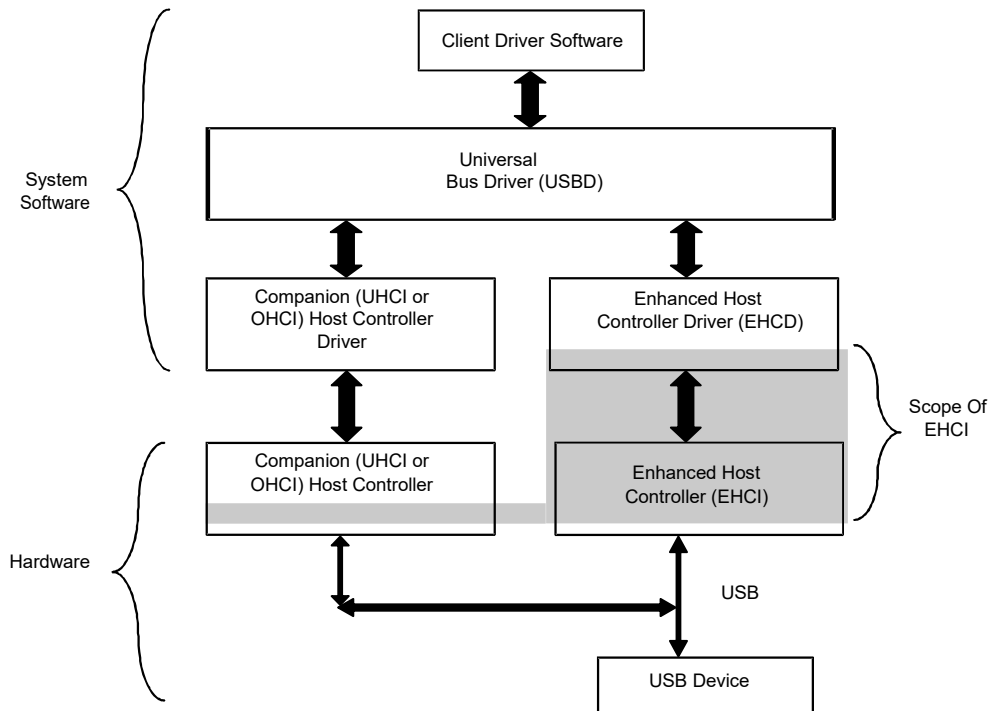 Client Driver Software
Universal
Bus Driver (USBD)
System
Software
Companion (UHCI or
OHCI) Host Controller
Driver
Enhanced Host
Controller Driver (EHCD)
Scope Of
EHCI
Companion (UHCI or
OHCI) Host Controller
Enhanced Host
Controller (EHCI)
Hardware
USB
USB Device